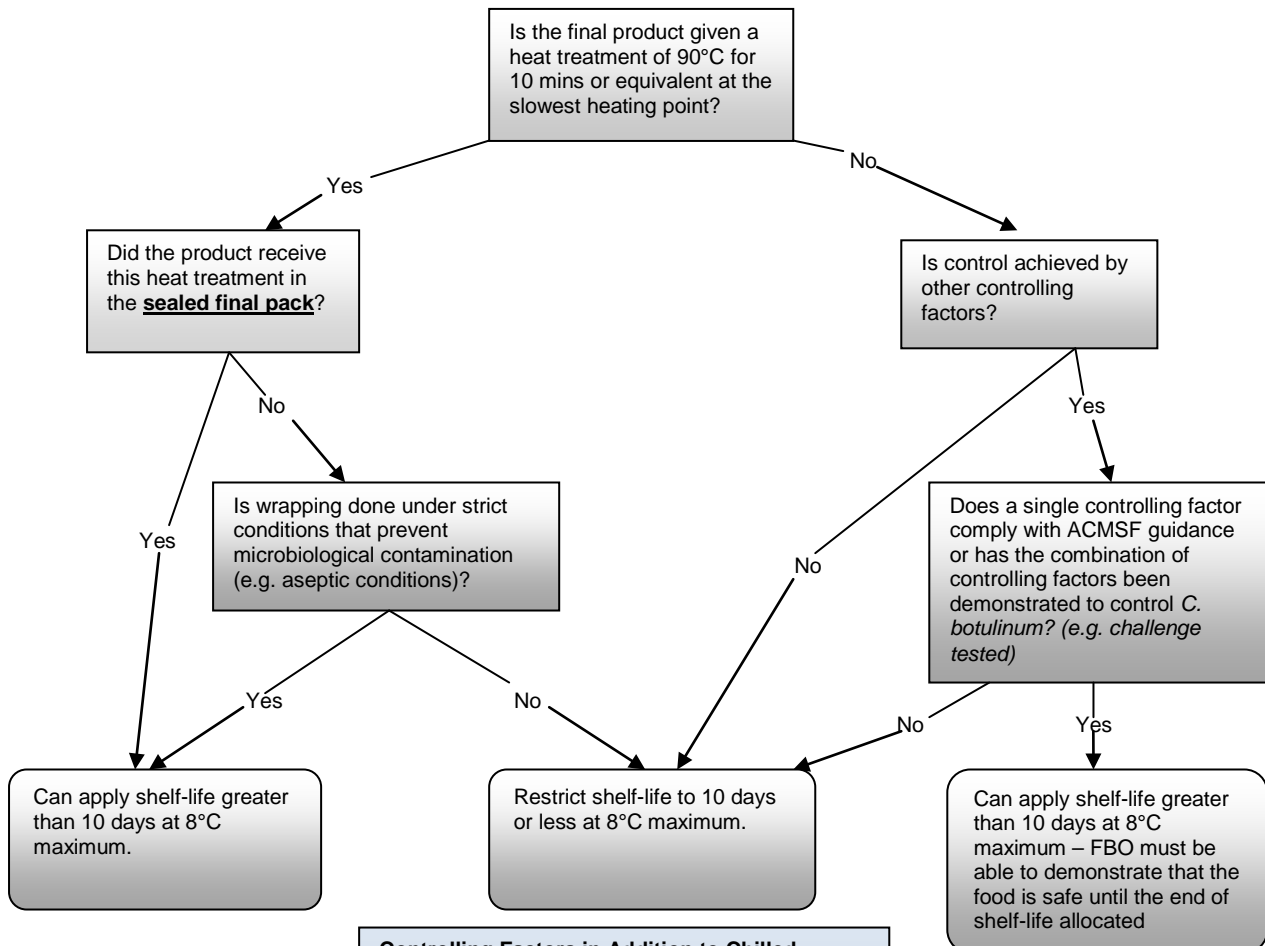 Is the final product given a
heat treatment of 90°C for
10 mins or equivalent at the
slowest heating point?
Yes
No
Did the product receive
this heat treatment in
the sealed final pack?
Is control achieved by
other controlling
factors?
No
Yes
Yes
Is wrapping done under strict
conditions that prevent
microbiological contamination
(e.g. aseptic conditions)?
No
Does a single controlling factor
comply with ACMSF guidance
or has the combination of
controlling factors been
demonstrated to control C.
botulinum? (e.g. challenge
tested)
Yes
No
No
Yes
Can apply shelf-life greater
than 10 days at 8°C
maximum.
Restrict shelf-life to 10 days
or less at 8°C maximum.
Can apply shelf-life greater
than 10 days at 8°C
maximum – FBO must be
able to demonstrate that the
food is safe until the end of
shelf-life allocated
Controlling Factors in Addition to Chilled